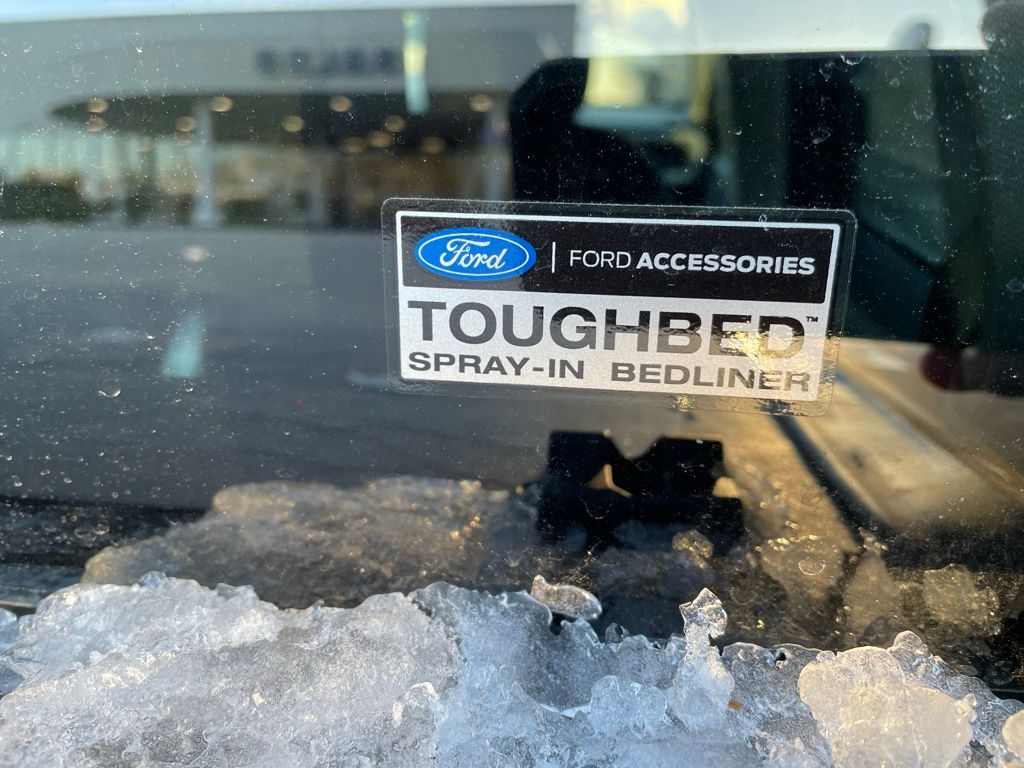 Ford | FORD ACCESSORIES
TOUGHBED™
SPRAY-IN BEDLINER